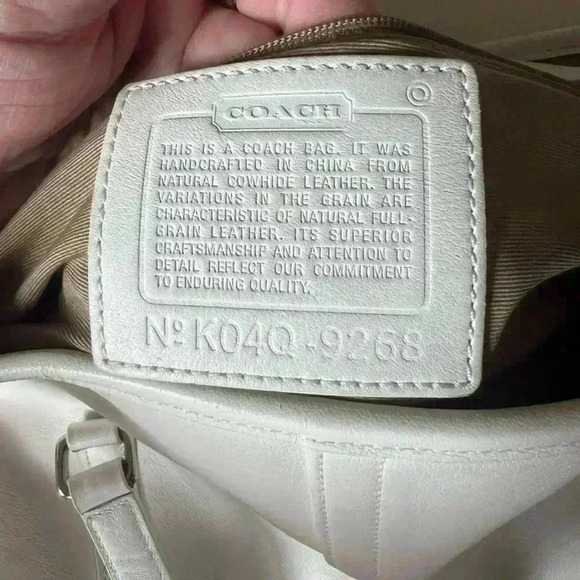 COACH
THIS IS A COACH BAG. IT WAS
HANDCRAFTED IN CHINA FROM
NATURAL COWHIDE LEATHER. THE
VARIATIONS IN THE GRAIN ARE
CHARACTERISTIC OF NATURAL FULL-
GRAIN LEATHER. ITS SUPERIOR
CRAFTSMANSHIP AND ATTENTION TO
DETAIL REFLECT OUR COMMITMENT
TO ENDURING QUALITY.
Nº K04Q-9268